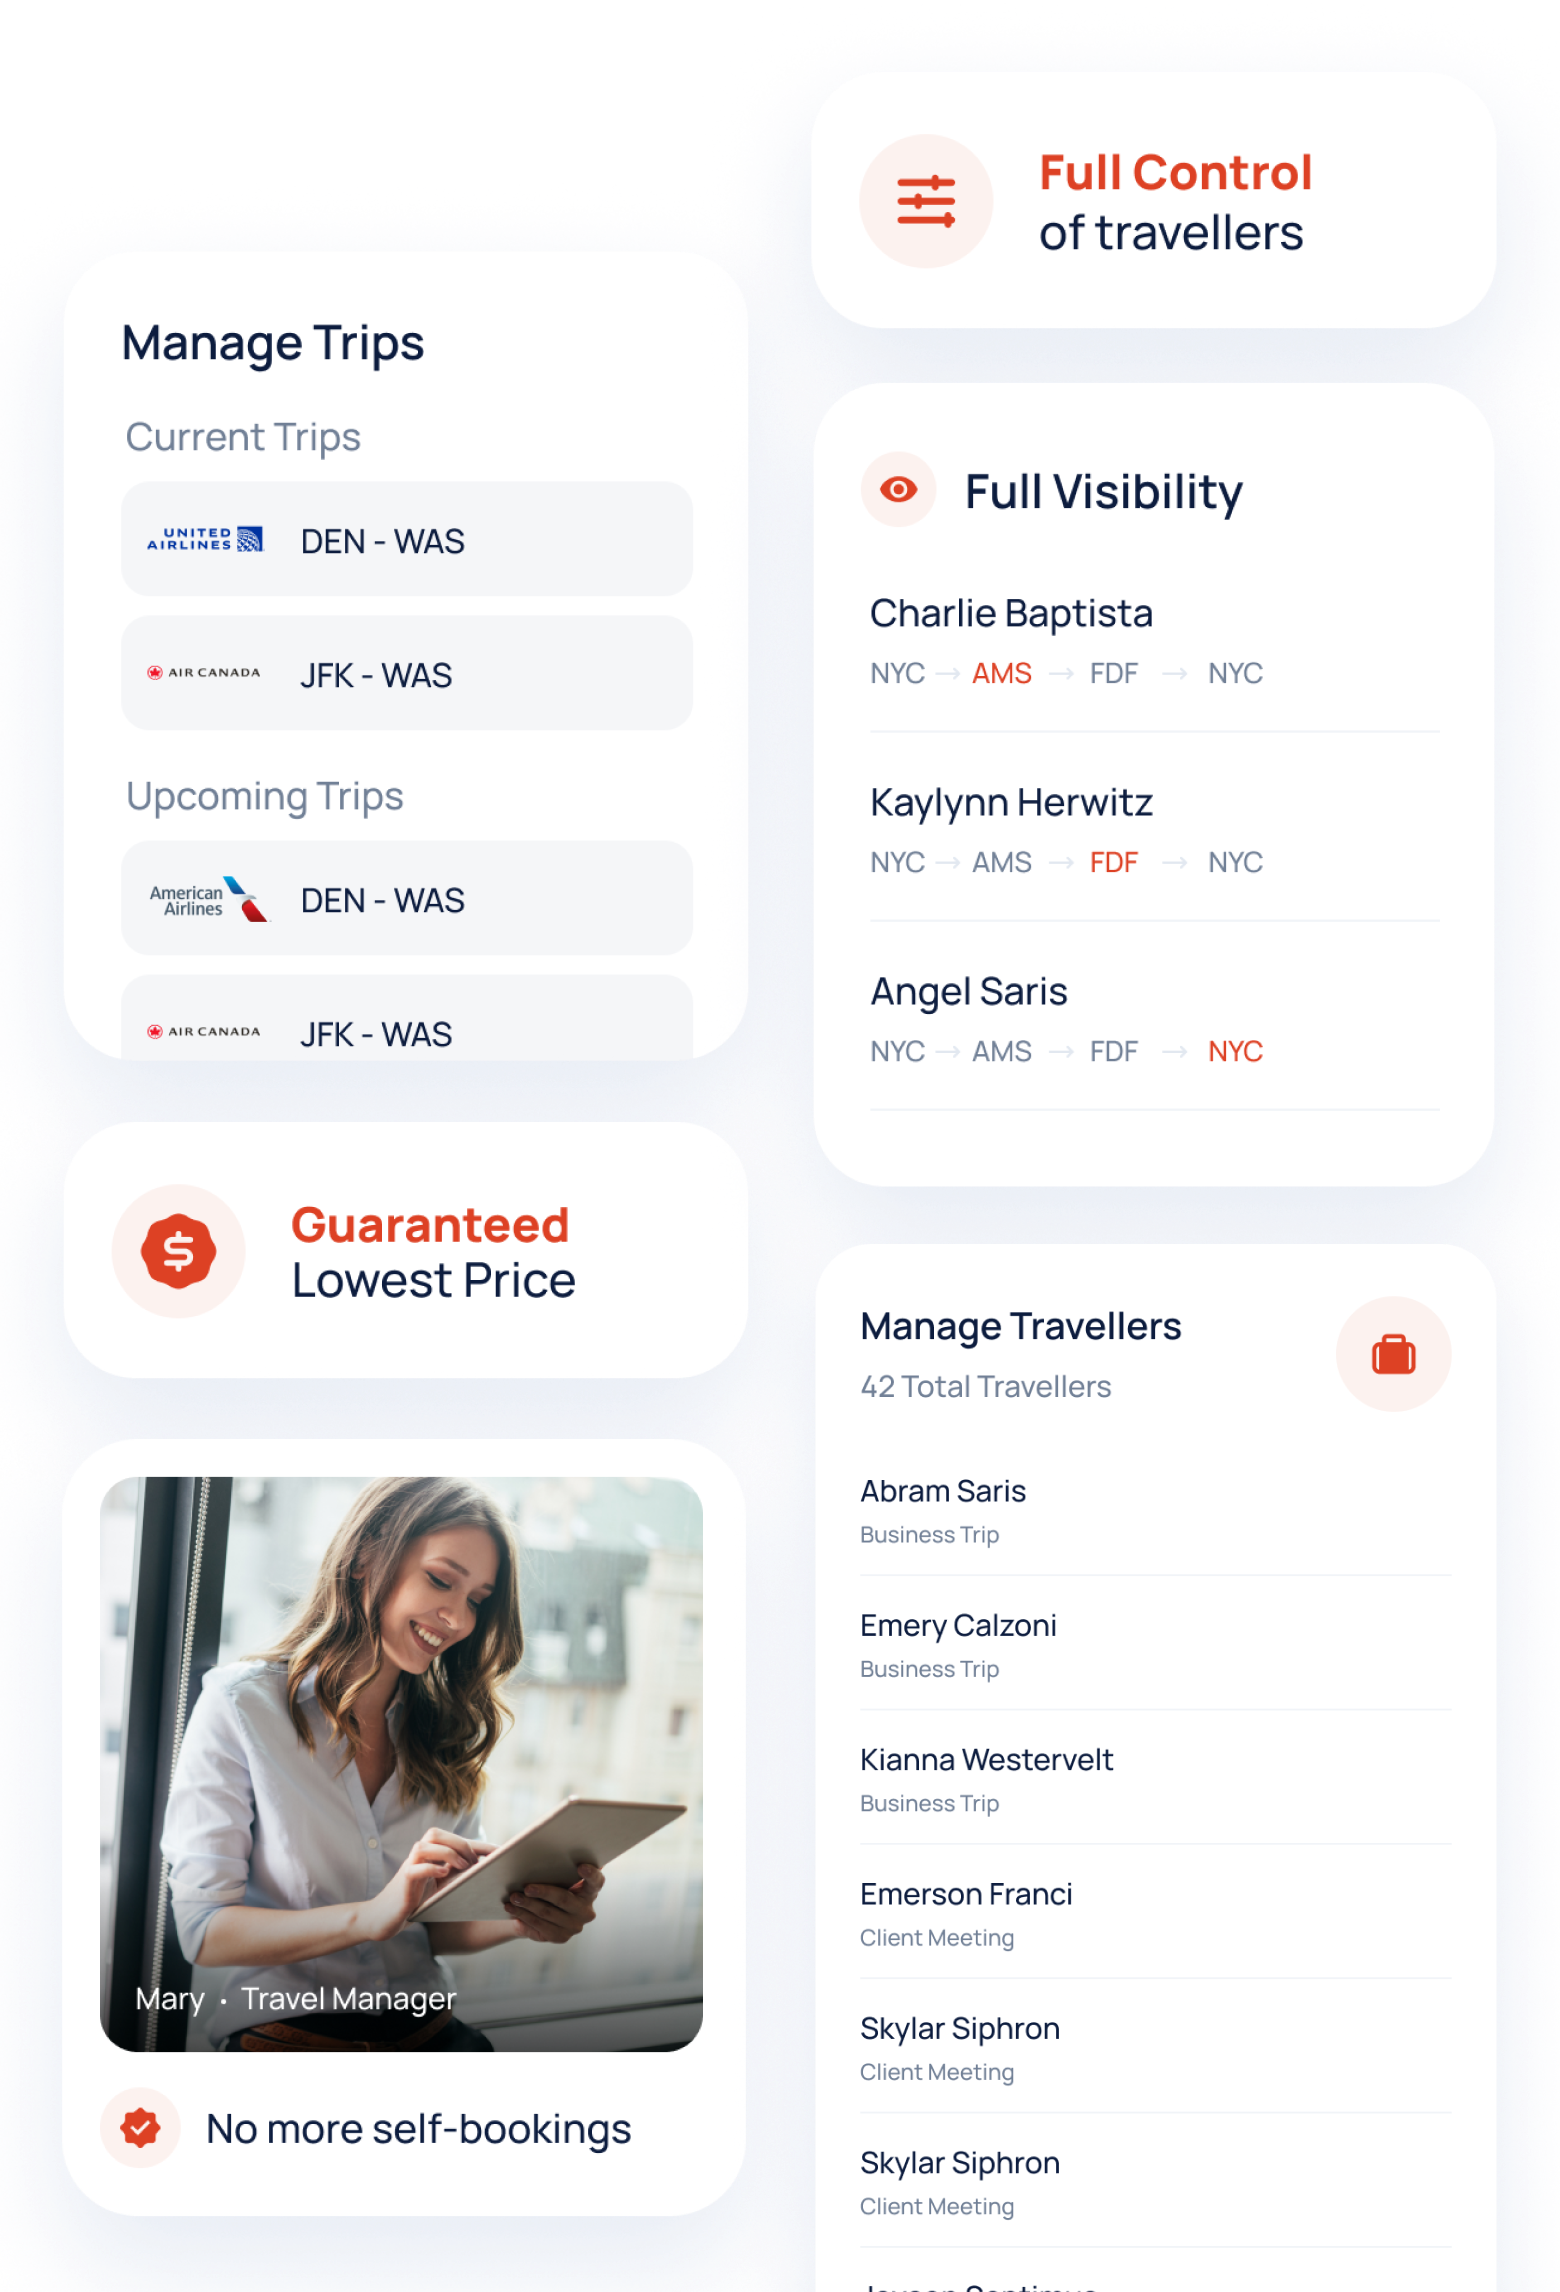 Full Control
of travellers
Manage Trips
Current Trips
UNITED
AIRLINES
DEN - WAS
AIR CANADA
JFK - WAS
Upcoming Trips
American
Airlines
DEN - WAS
AIR CANADA
JFK - WAS
Guaranteed
Lowest Price
Mary · Travel Manager
No more self-bookings
Full Visibility
Charlie Baptista
NYC → AMS → FDF → NYC
Kaylynn Herwitz
NYC → AMS → FDF → NYC
Angel Saris
NYC → AMS → FDF → NYC
Manage Travellers
42 Total Travellers
Abram Saris
Business Trip
Emery Calzoni
Business Trip
Kianna Westervelt
Business Trip
Emerson Franci
Client Meeting
Skylar Siphron
Client Meeting
Skylar Siphron
Client Meeting